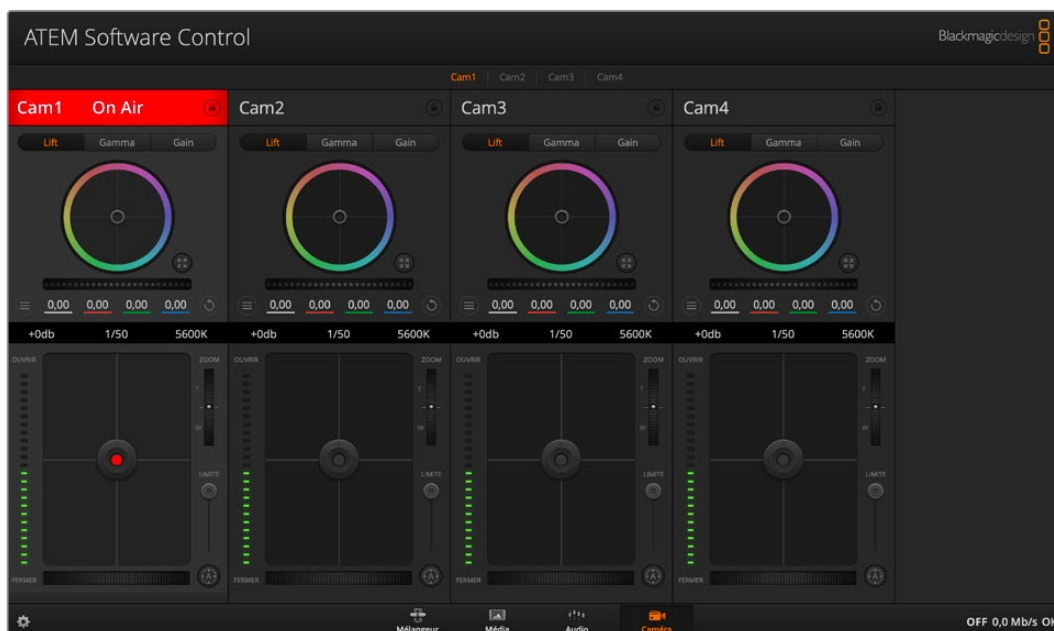 ATEM Software Control
Blackmagicdesign
Cam1 Cam2 Cam3 Cam4
Cam1 On Air Cam2 Cam3 Cam4
Lift Gamma Gain Lift Gamma Gain Lift Gamma Gain Lift Gamma Gain
0,00 0,00 0,00 0,00 0,00 0,00 0,00 0,00 0,00 0,00 0,00 0,00 0,00 0,00 0,00 0,00
+0db 1/50 5600K +0db 1/50 5600K +0db 1/50 5600K +0db 1/50 5600K
OUVRIR ZOOM OUVRIR ZOOM OUVRIR ZOOM OUVRIR ZOOM
T T T T
W W W W
LIMITE LIMITE LIMITE LIMITE
FERMER FERMER FERMER FERMER
Mélangeur Média Audio Caméra
OFF 0,0 Mb/s